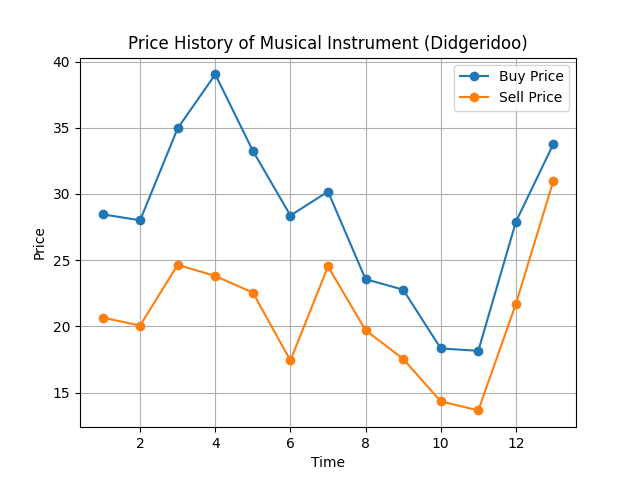 Price History of Musical Instrument (Didgeridoo)
Buy Price
Sell Price
40
35
30
25
20
15
Price
2 4 6 8 10 12
Time